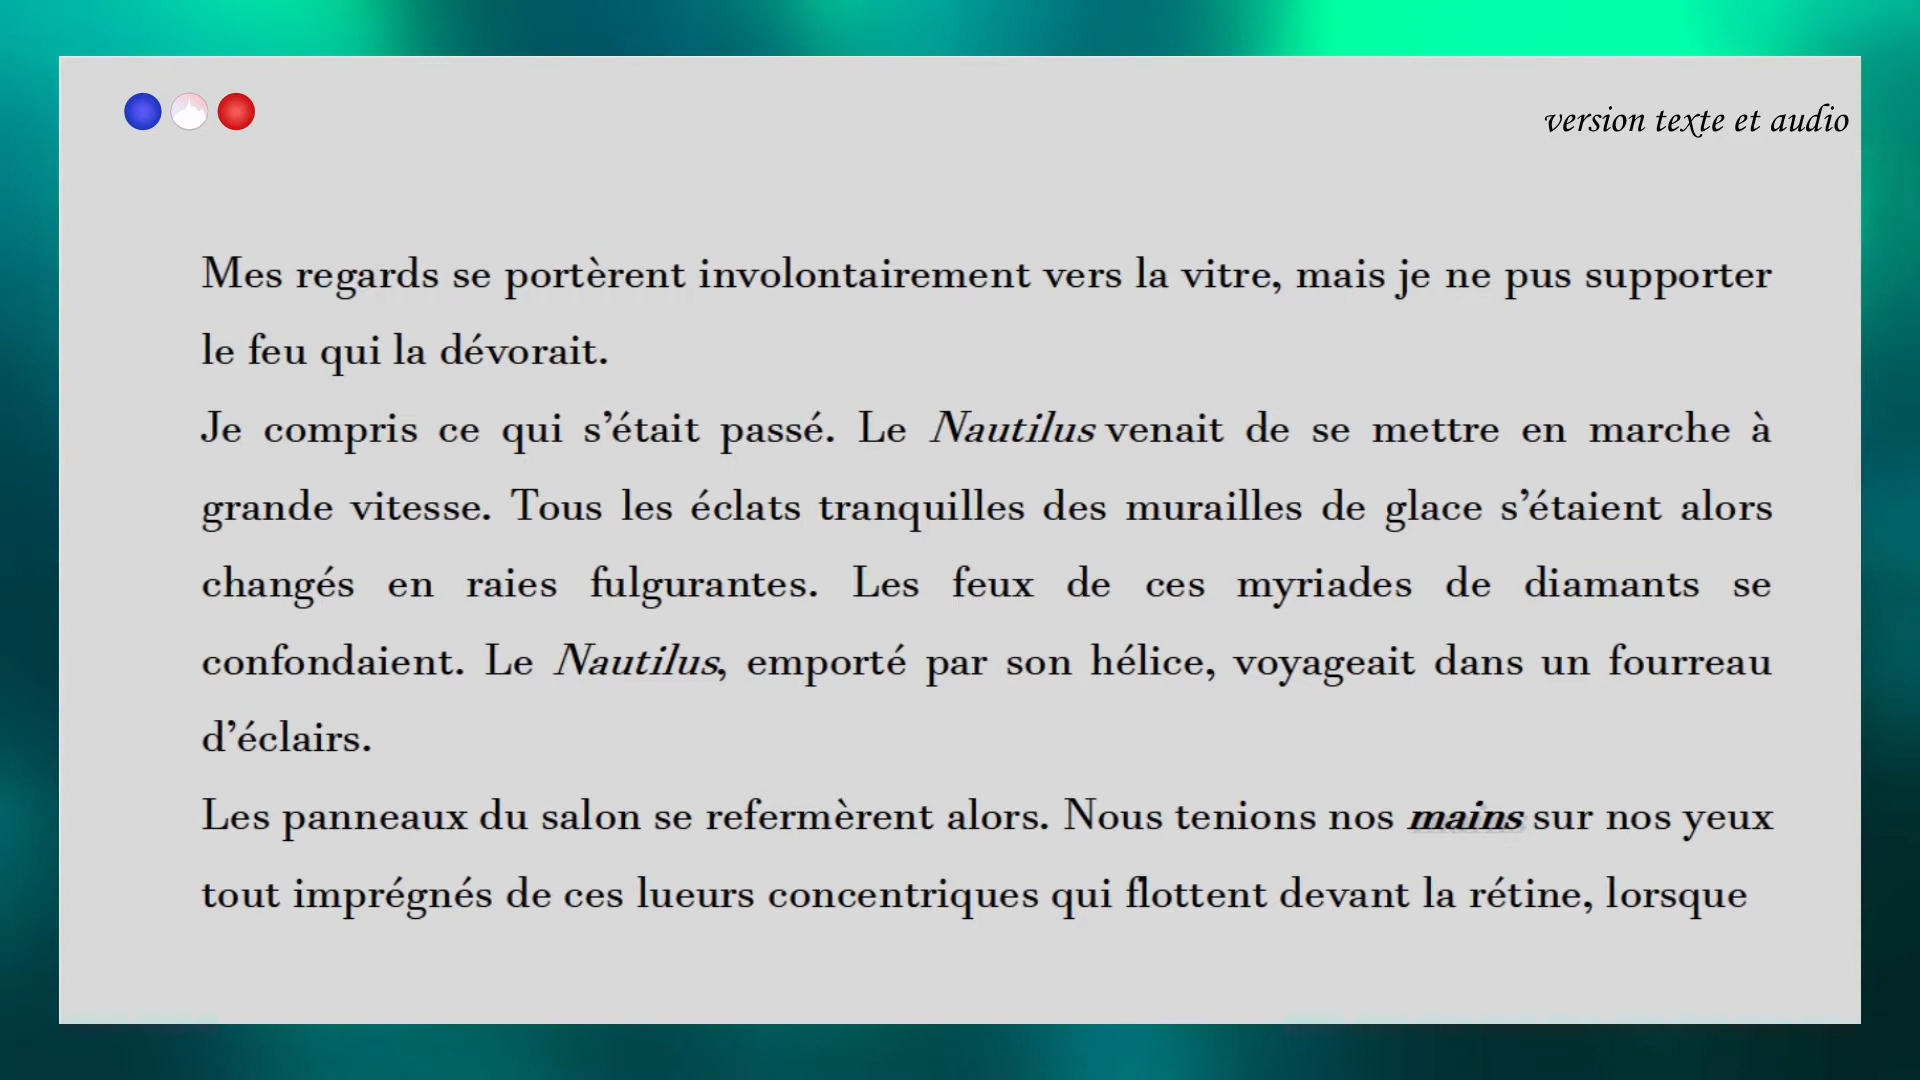 version texte et audio
Mes regards se portèrent involontairement vers la vitre, mais je ne pus supporter
le feu qui la dévorait.
Je compris ce qui s’était passé. Le Nautilus venait de se mettre en marche à
grande vitesse. Tous les éclats tranquilles des murailles de glace s’étaient alors
changés en raies fulgurantes. Les feux de ces myriades de diamants se
confondaient. Le Nautilus, emporté par son hélice, voyageait dans un fourreau
d’éclairs.
Les panneaux du salon se refermèrent alors. Nous tenions nos mains sur nos yeux
tout imprégnés de ces lueurs concentriques qui flottent devant la rétine, lorsque